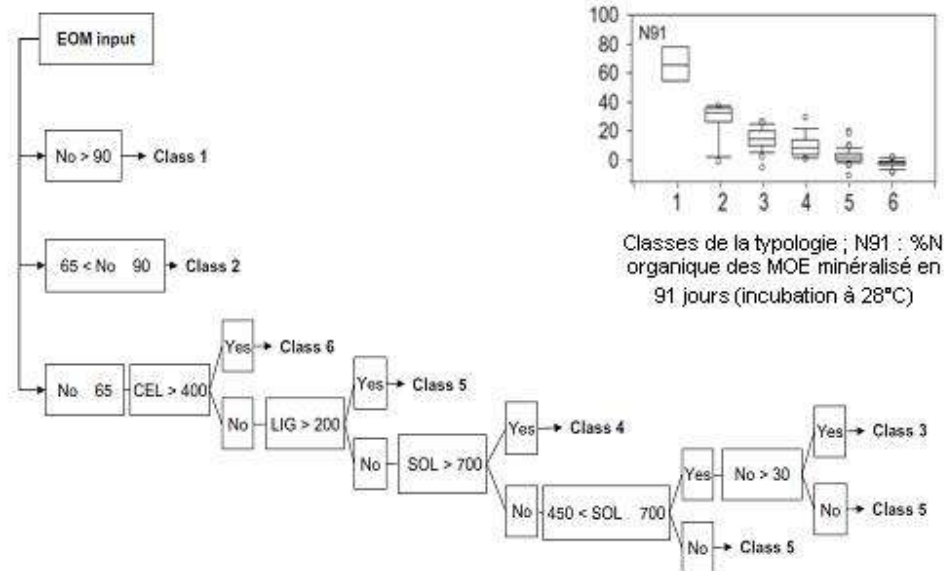 EOM input
No > 90
Class 1
65 < No 90
Class 2
No 65
CEL > 400
Yes
Class 6
No
LIG > 200
Yes
Class 5
No
SOL > 700
Yes
Class 4
No
450 < SOL 700
Yes
No > 30
Yes
Class 3
No
Class 5
No
Class 5
N91
100
80
60
40
20
0
1 2 3 4 5 6
Classes de la typologie ; N91 : %N
organique des MOE minéralisé en
91 jours (incubation à 28°C)